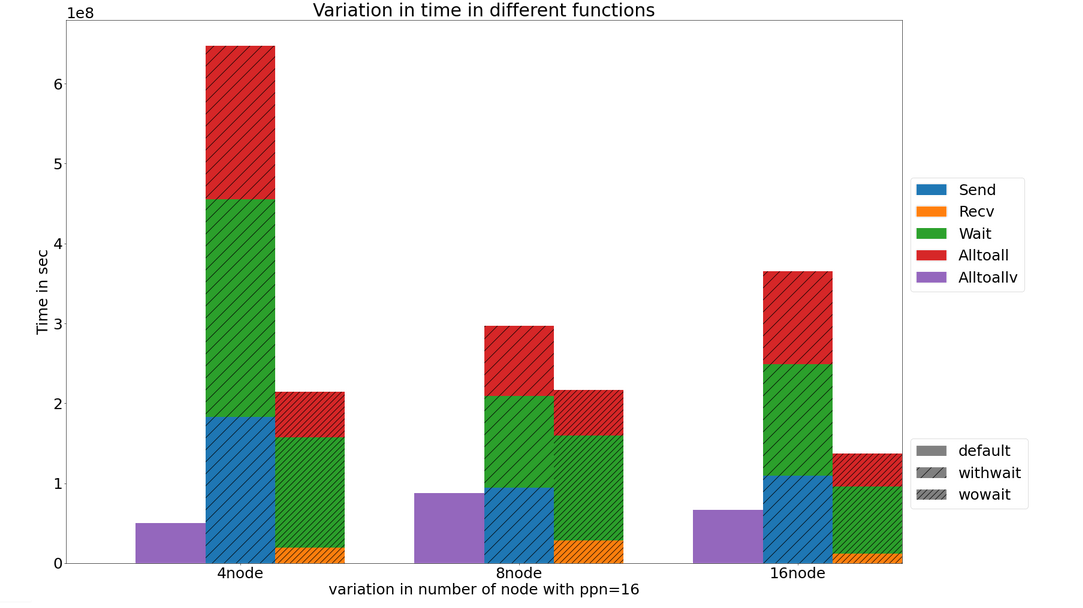 Variation in time in different functions
1e8
6
5
4
3
2
1
0
Time in sec
4node
8node
16node
variation in number of node with ppn=16
Send
Recv
Wait
Alltoall
Alltoallv
default
withwait
wowait